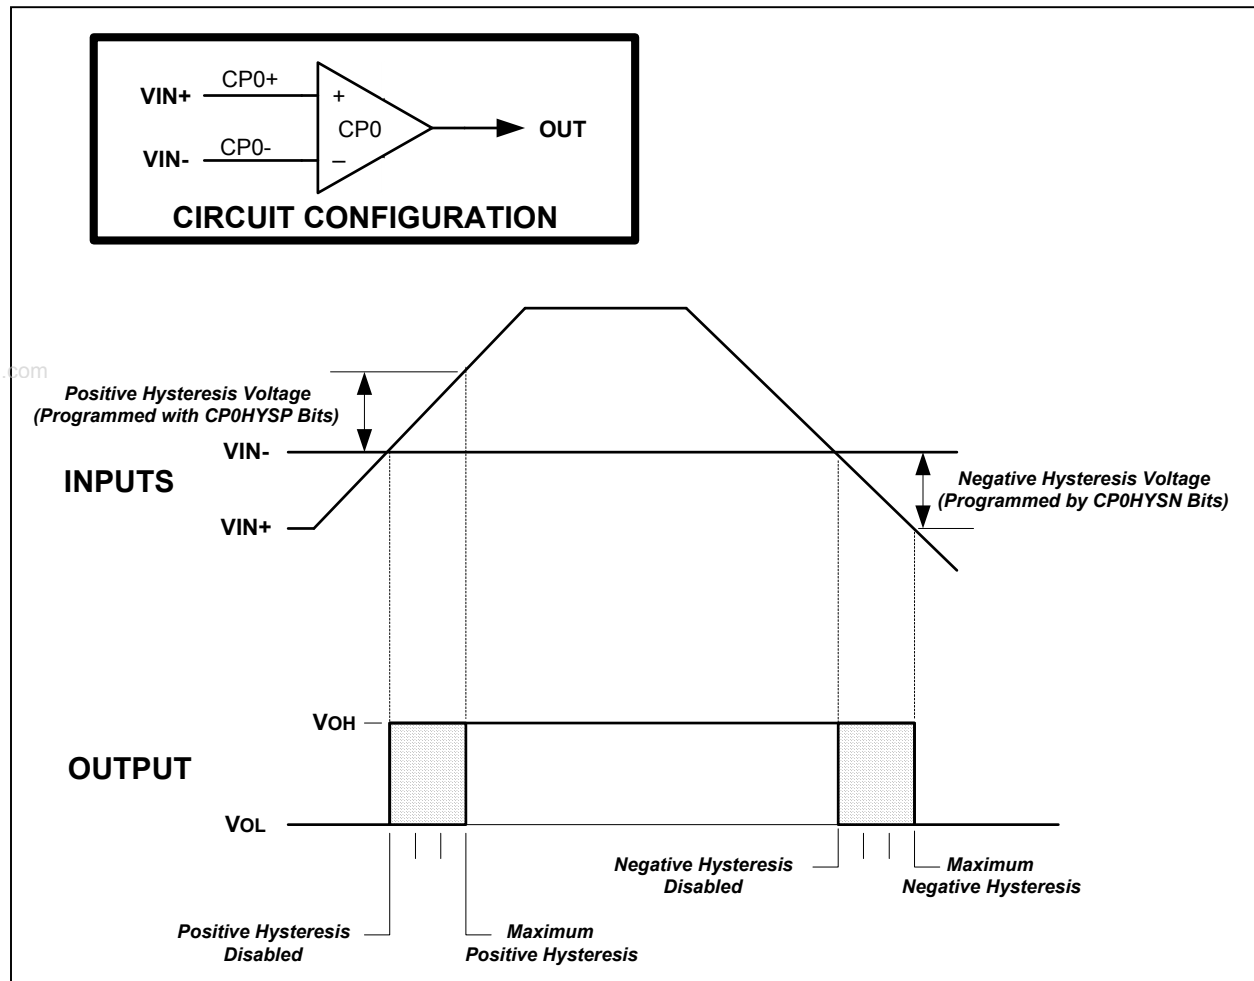 VIN+
CP0+
+
CP0
OUT
VIN-
CP0-
–
CIRCUIT CONFIGURATION
.com
Positive Hysteresis Voltage
(Programmed with CP0HYSP Bits)
VIN-
INPUTS
VIN+
Negative Hysteresis Voltage
(Programmed by CP0HYSN Bits)
VOH
OUTPUT
VOL
Negative Hysteresis
Disabled
Maximum
Negative Hysteresis
Positive Hysteresis
Disabled
Maximum
Positive Hysteresis